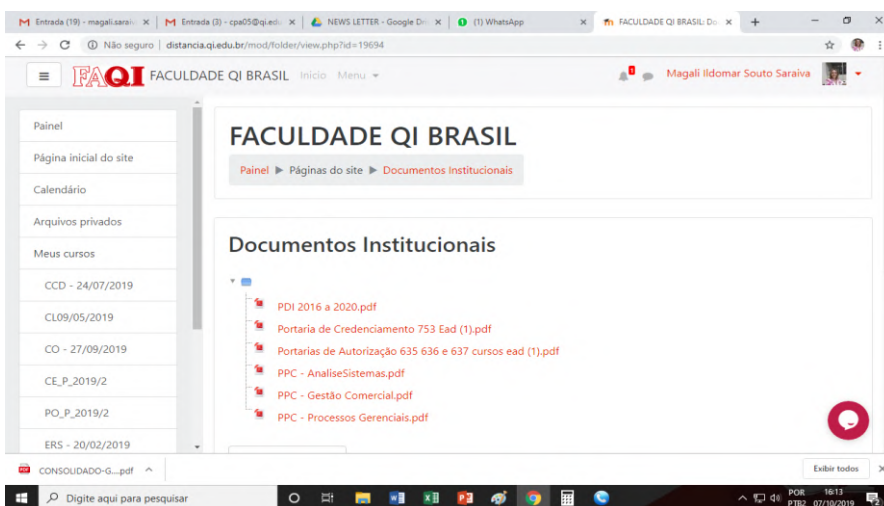 Entrada (19) - magali.sarai
Entrada (3) - cpa05@qi.edu
NEWS LETTER - Google Dri
(1) WhatsApp
FACULDADE QI BRASIL: Do
Não seguro | distancia.qi.edu.br/mod/folder/view.php?id=19694
FAQI FACULDADE QI BRASIL Início Menu
1
Magali Ildomar Souto Saraiva
Painel
Página inicial do site
Calendário
Arquivos privados
Meus cursos
CCD - 24/07/2019
CL09/05/2019
CO - 27/09/2019
CE_P_2019/2
PO_P_2019/2
ERS - 20/02/2019
FACULDADE QI BRASIL
Painel ▶ Páginas do site ▶ Documentos Institucionais
Documentos Institucionais
PDI 2016 a 2020.pdf
Portaria de Credenciamento 753 Ead (1).pdf
Portarias de Autorização 635 636 e 637 cursos ead (1).pdf
PPC - AnaliseSistemas.pdf
PPC - Gestão Comercial.pdf
PPC - Processos Gerenciais.pdf
CONSOLIDADO-G....pdf
Exibir todos
Digite aqui para pesquisar
POR
PTB2
16:13
07/10/2019